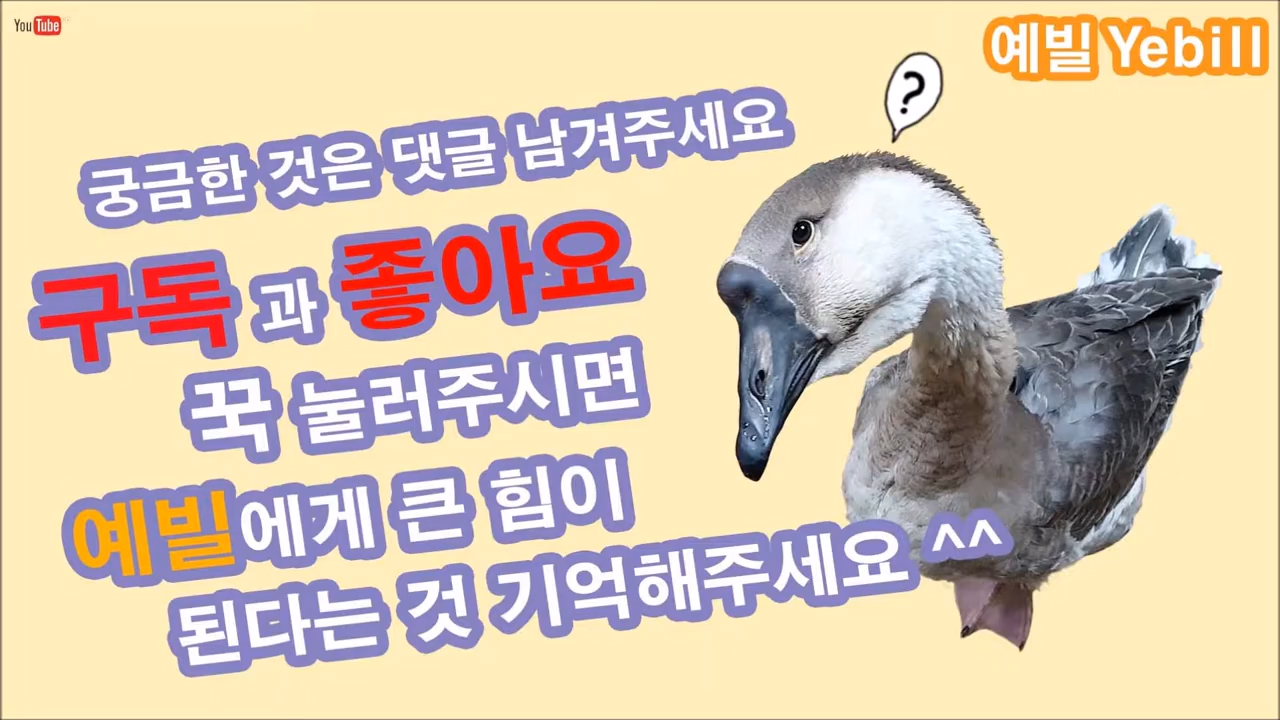 YouTube
예빌 Yebill
?
궁금한 것은 댓글 남겨주세요
구독 과 좋아요
꾹 눌러주시면
예빌에게 큰 힘이
된다는 것 기억해주세요 ^^